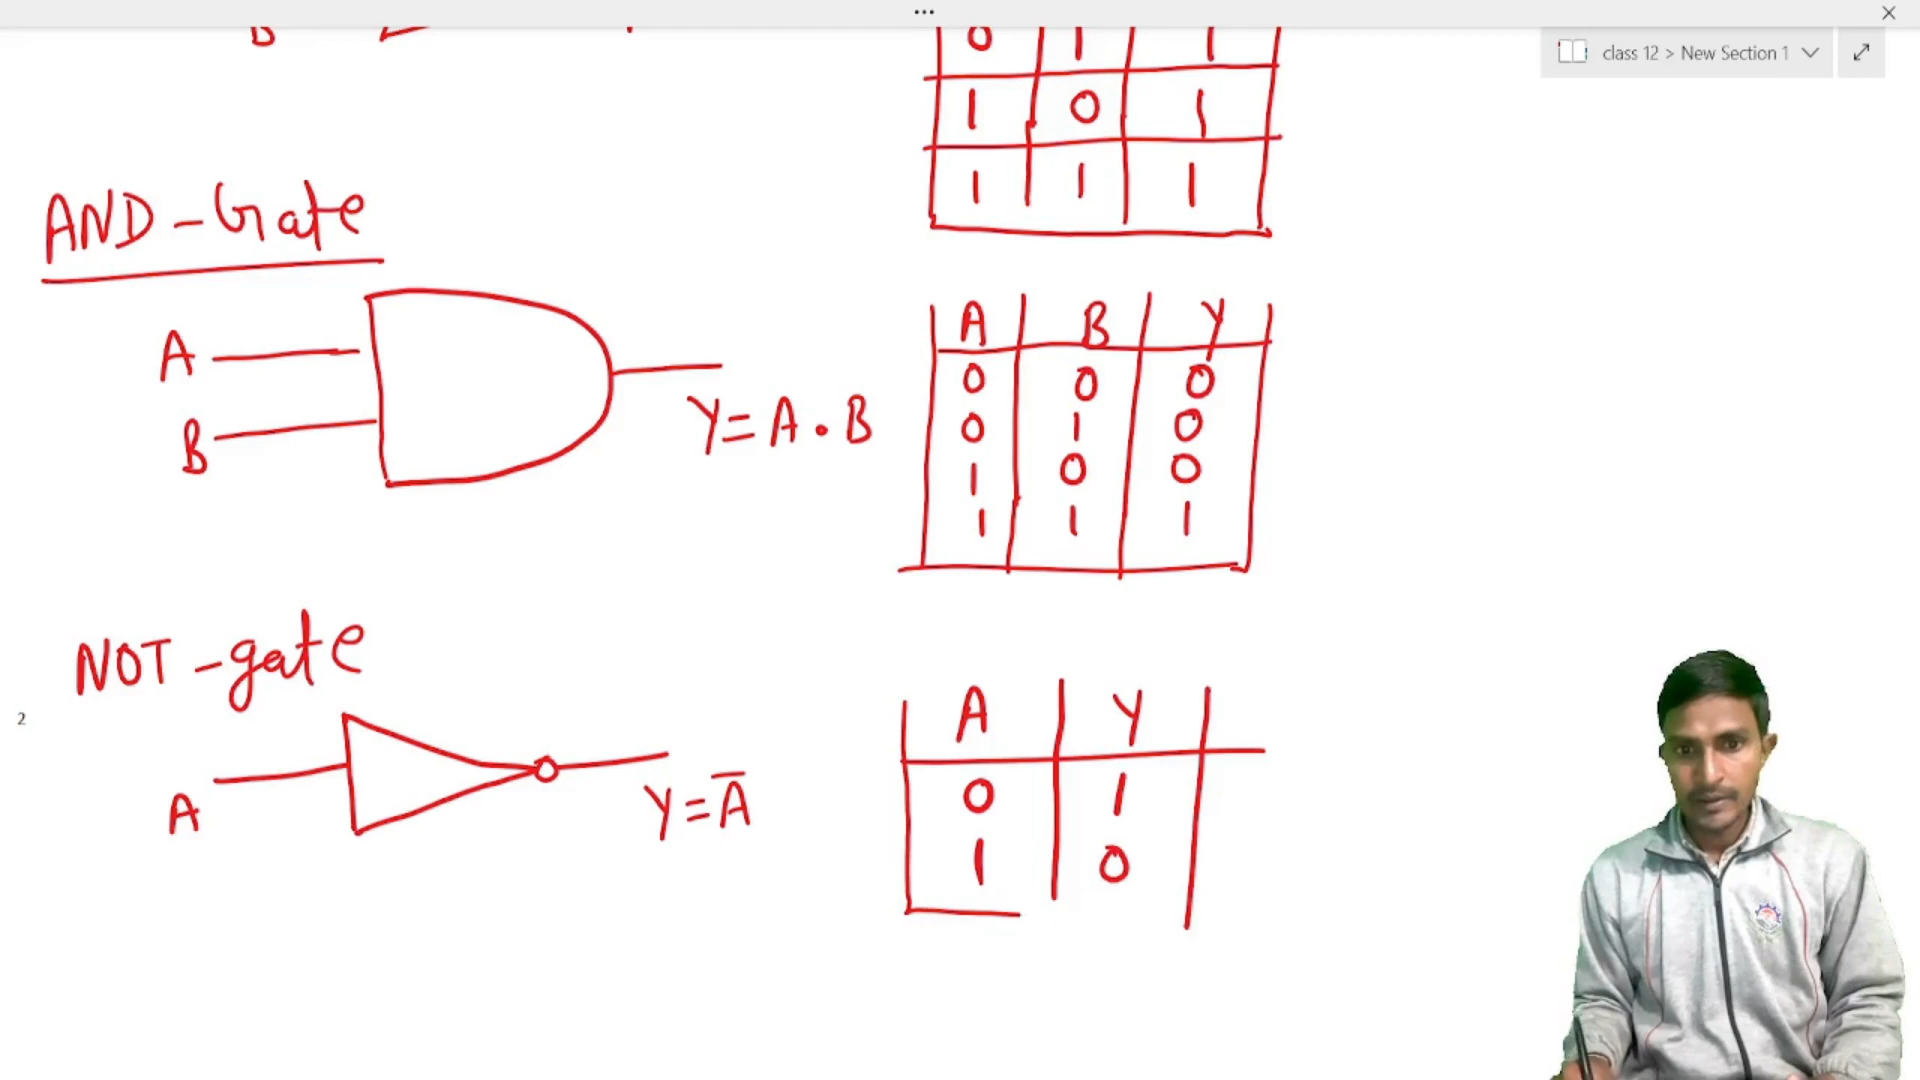 ...
class 12 > New Section 1
B
0 1 1
1 0 1
1 1 1
AND-Gate
A
B
Y=A.B
A B Y
0 0 0
0 1 0
1 0 0
1 1 1
NOT-gate
2
A
Y=A̅
A Y
0 1
1 0